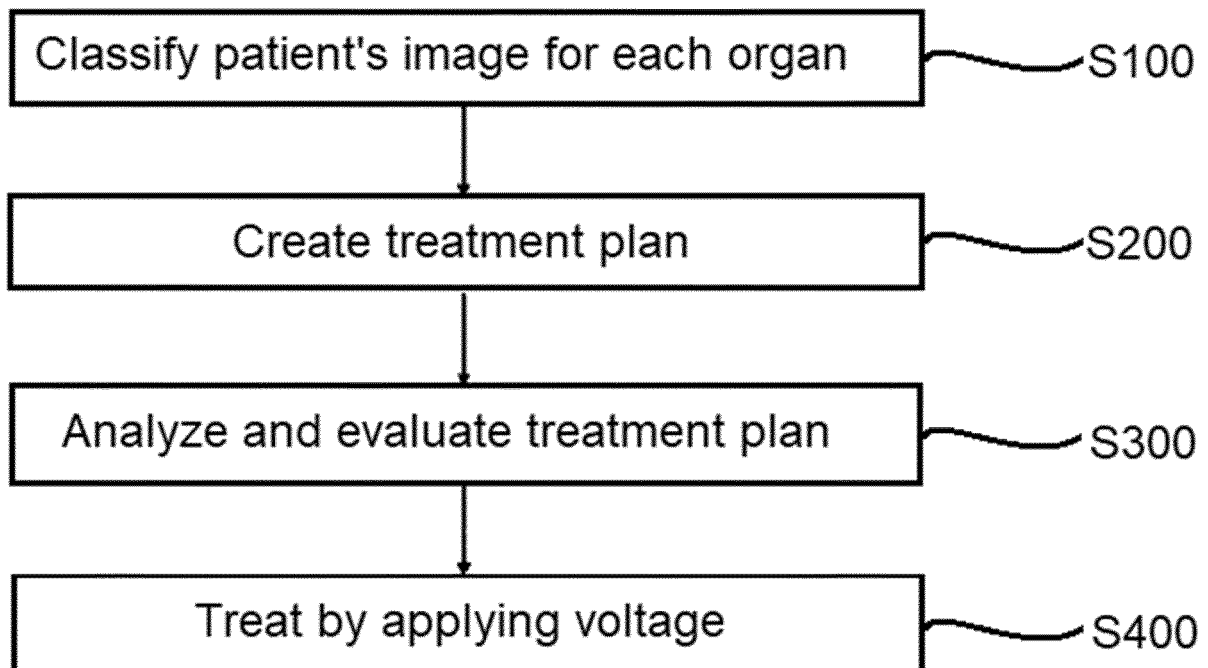 Classify patient's image for each organ S100
Create treatment plan S200
Analyze and evaluate treatment plan S300
Treat by applying voltage S400